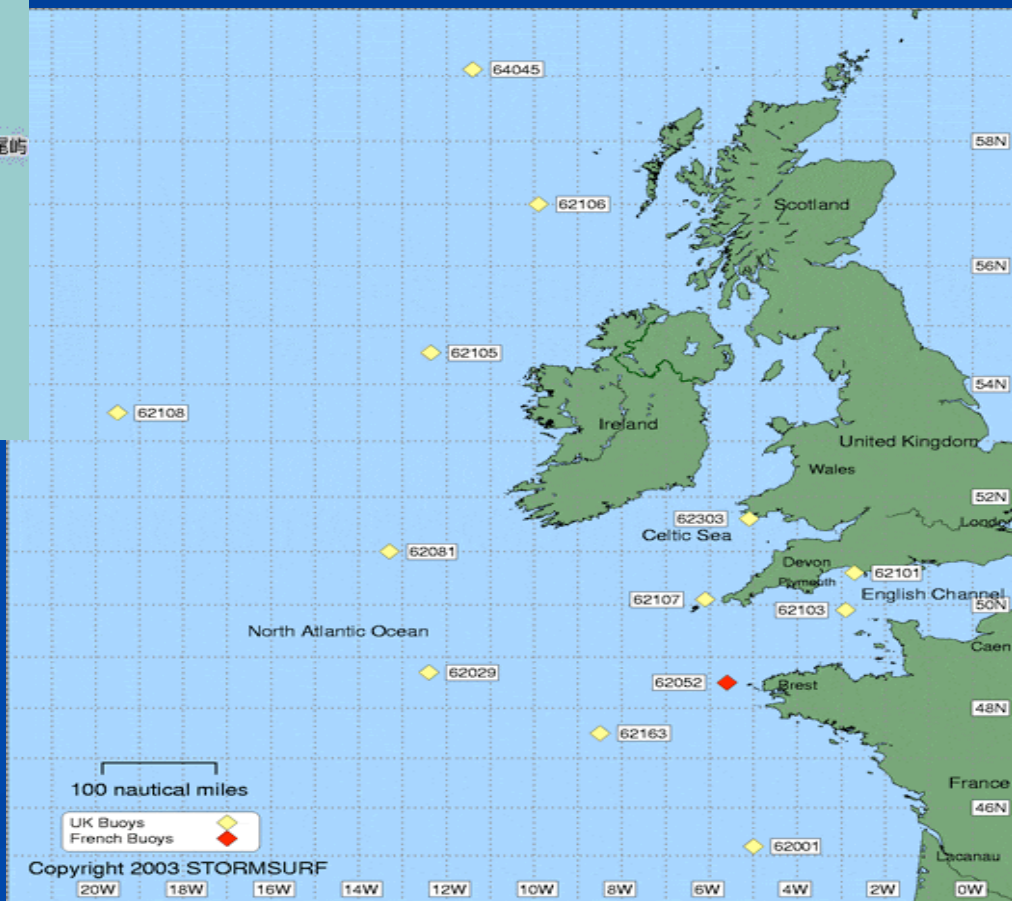 64045
58N
62106
Scotland
56N
62105
54N
62108
Ireland
United Kingdom
Wales
52N
62303
Celtic Sea
62081
Devon
Plymouth
62101
English Channel
62107
62103
50N
North Atlantic Ocean
Caen
62029
62052
Brest
48N
62163
100 nautical miles
France
UK Buoys
French Buoys
46N
62001
Lacanau
Copyright 2003 STORMSURF
20W 18W 16W 14W 12W 10W 8W 6W 4W 2W 0W